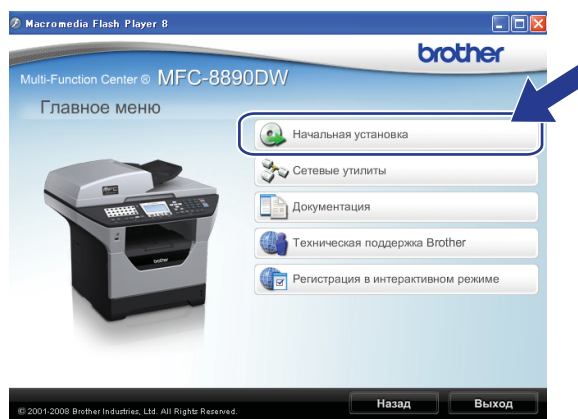 Macromedia Flash Player 8
brother
Multi-Function Center ® MFC-8890DW
Главное меню
Начальная установка
Сетевые утилиты
Документация
Техническая поддержка Brother
Регистрация в интерактивном режиме
© 2001-2008 Brother Industries, Ltd. All Rights Reserved.
Назад
Выход